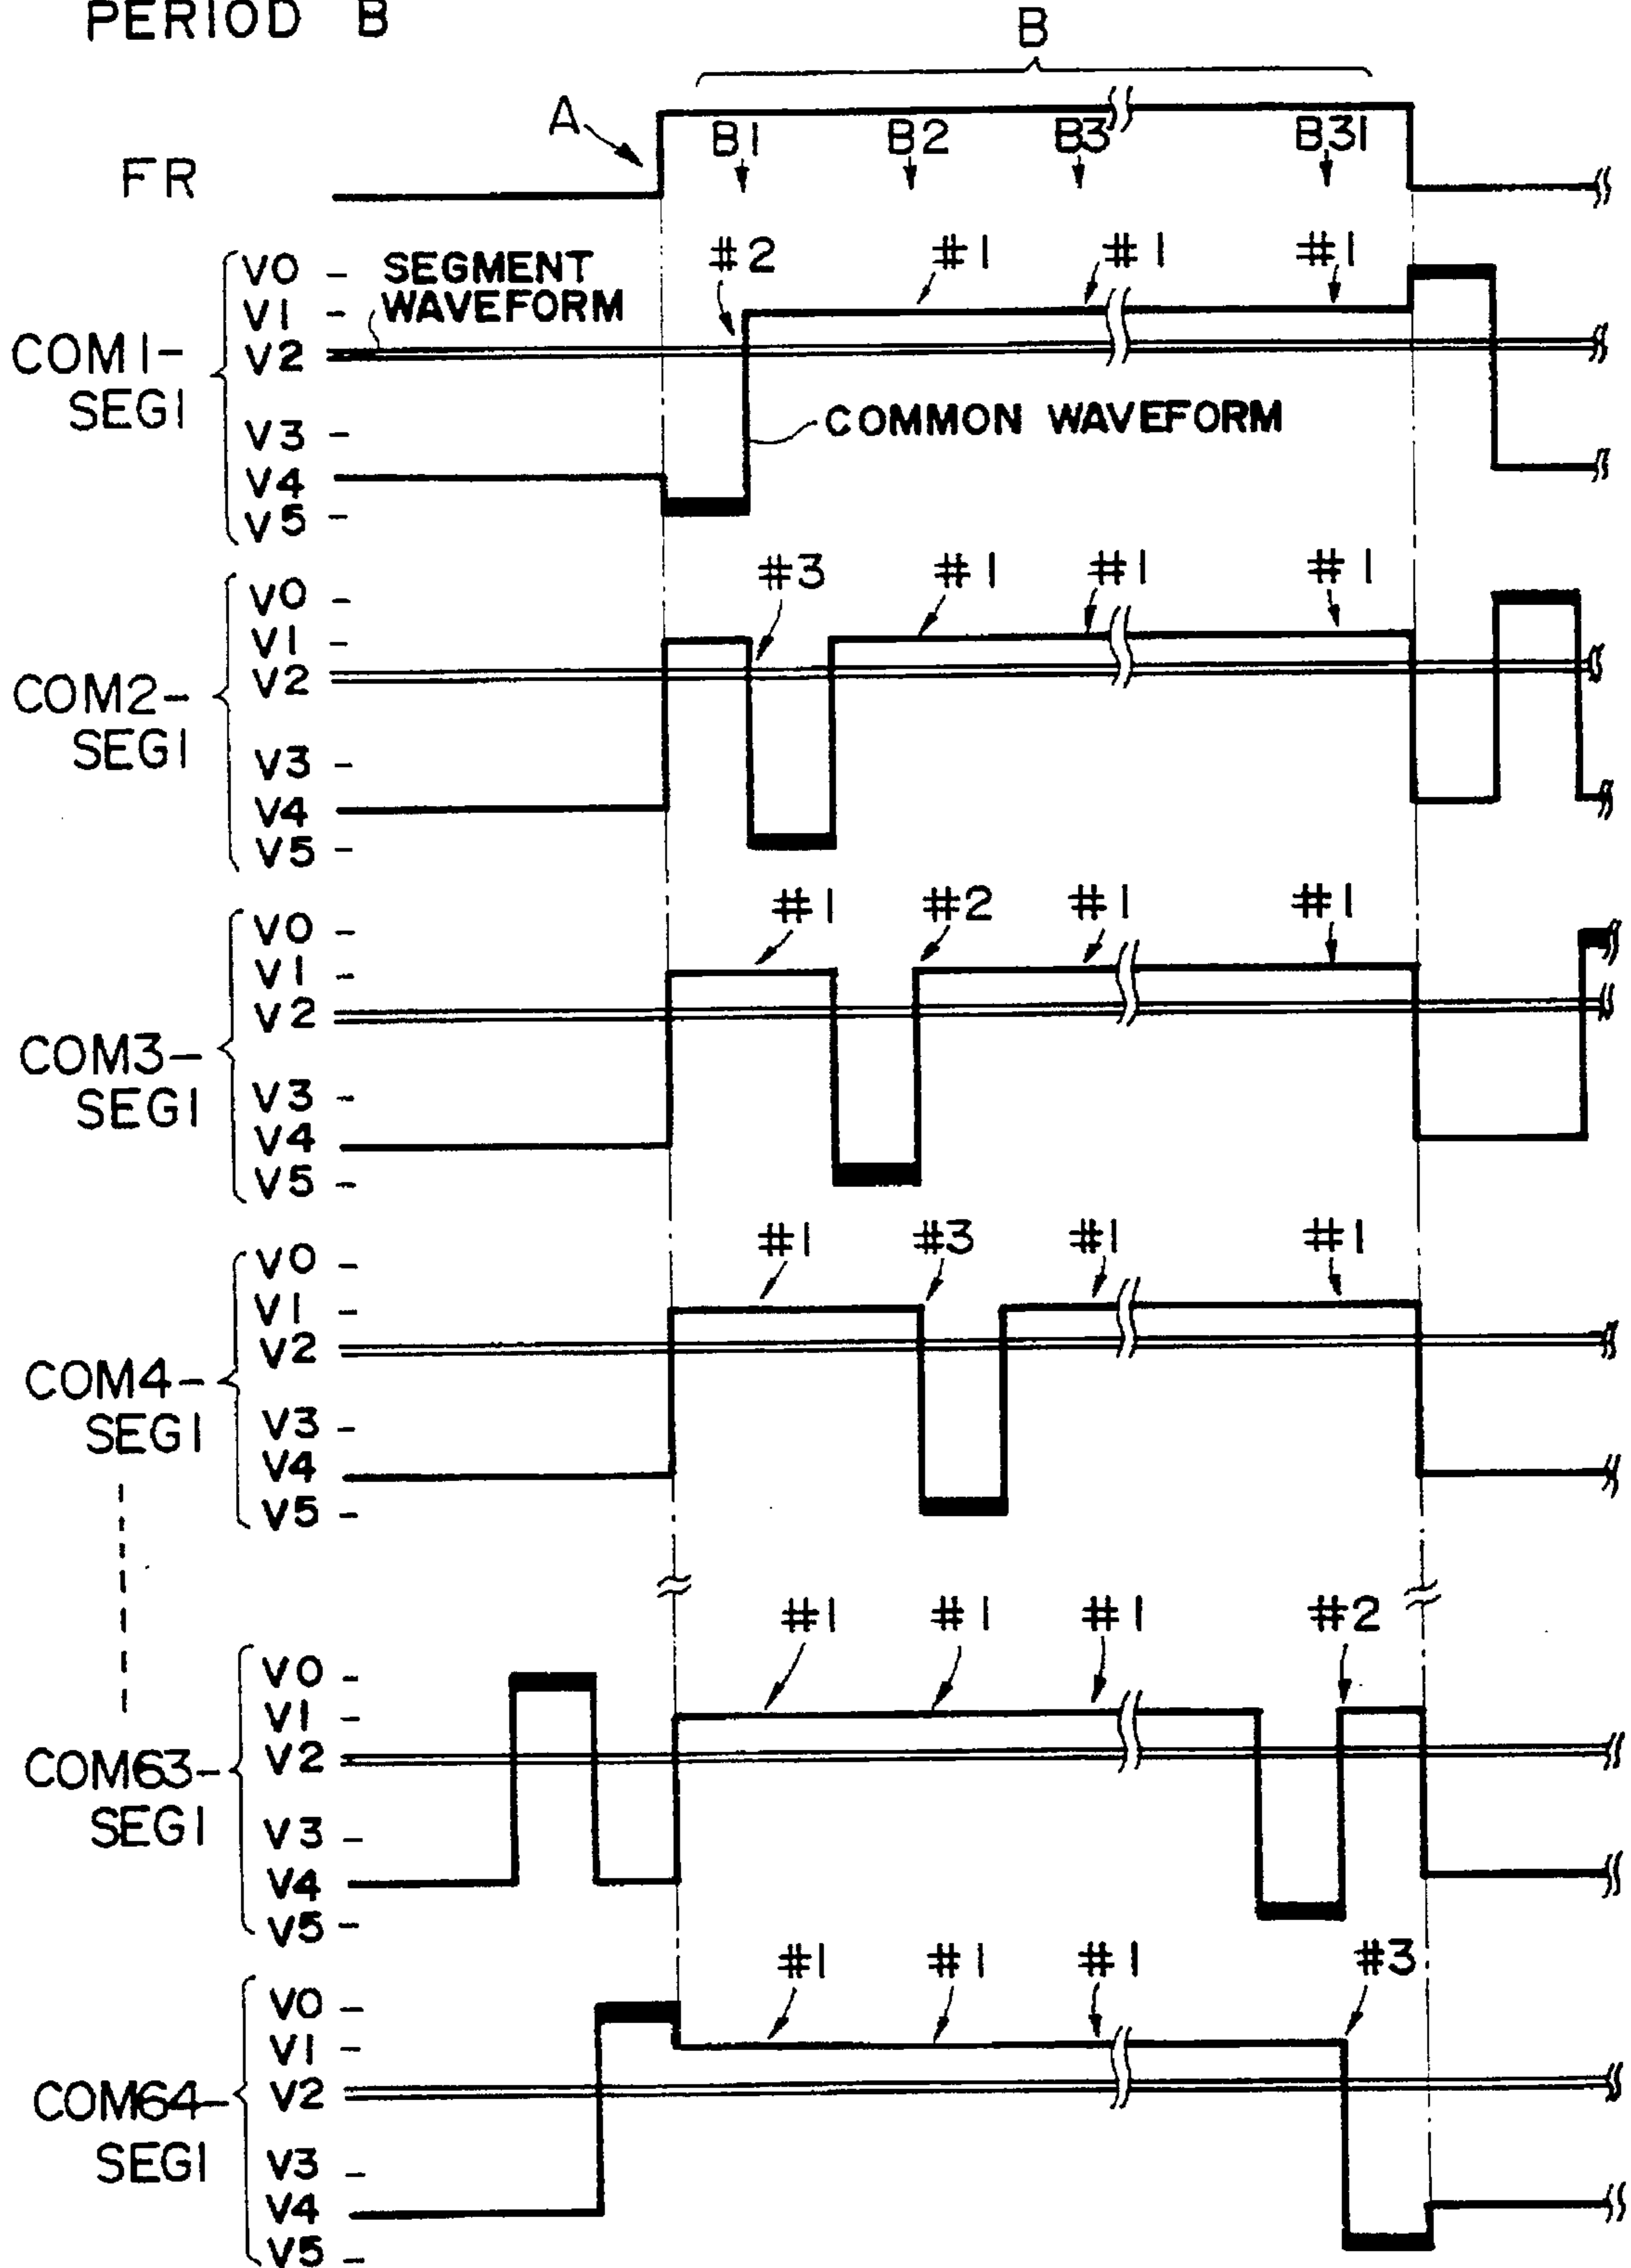 PERIOD B
B
A
B1 B2 B3 B31
FR
#2 #1 #1 #1
V0
SEGMENT
WAVEFORM
V1
V2
COM1-
SEG1
COMMON WAVEFORM
V3
V4
V5
#3 #1 #1 #1
V0
V1
V2
COM2-
SEG1
V3
V4
V5
#1 #2 #1 #1
V0
V1
V2
COM3-
SEG1
V3
V4
V5
#1 #3 #1 #1
V0
V1
V2
COM4-
SEG1
V3
V4
V5
#1 #1 #1 #2
V0
V1
V2
COM63-
SEG1
V3
V4
V5
#1 #1 #1 #3
V0
V1
V2
COM64-
SEG1
V3
V4
V5